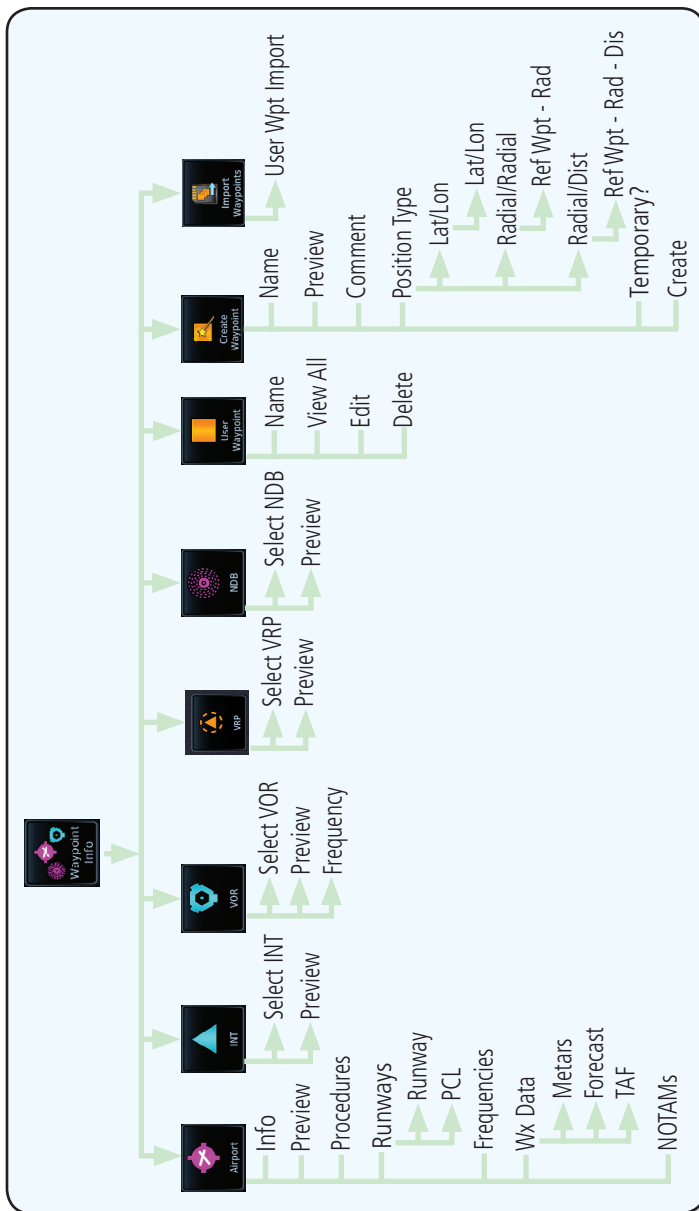 Waypoint
Info
Airport
Info
Preview
Procedures
Runways
Runway
PCL
Frequencies
Wx Data
Metars
Forecast
TAF
NOTAMs
INT
Select INT
Preview
VOR
Select VOR
Preview
Frequency
VRP
Select VRP
Preview
NDB
Select NDB
Preview
User
Waypoint
Name
View All
Edit
Delete
Create
Waypoint
Name
Preview
Comment
Position Type
Lat/Lon
Lat/Lon
Radial/Radial
Ref Wpt - Rad
Radial/Dist
Ref Wpt - Rad - Dis
Temporary?
Create
Import
Waypoints
User Wpt Import